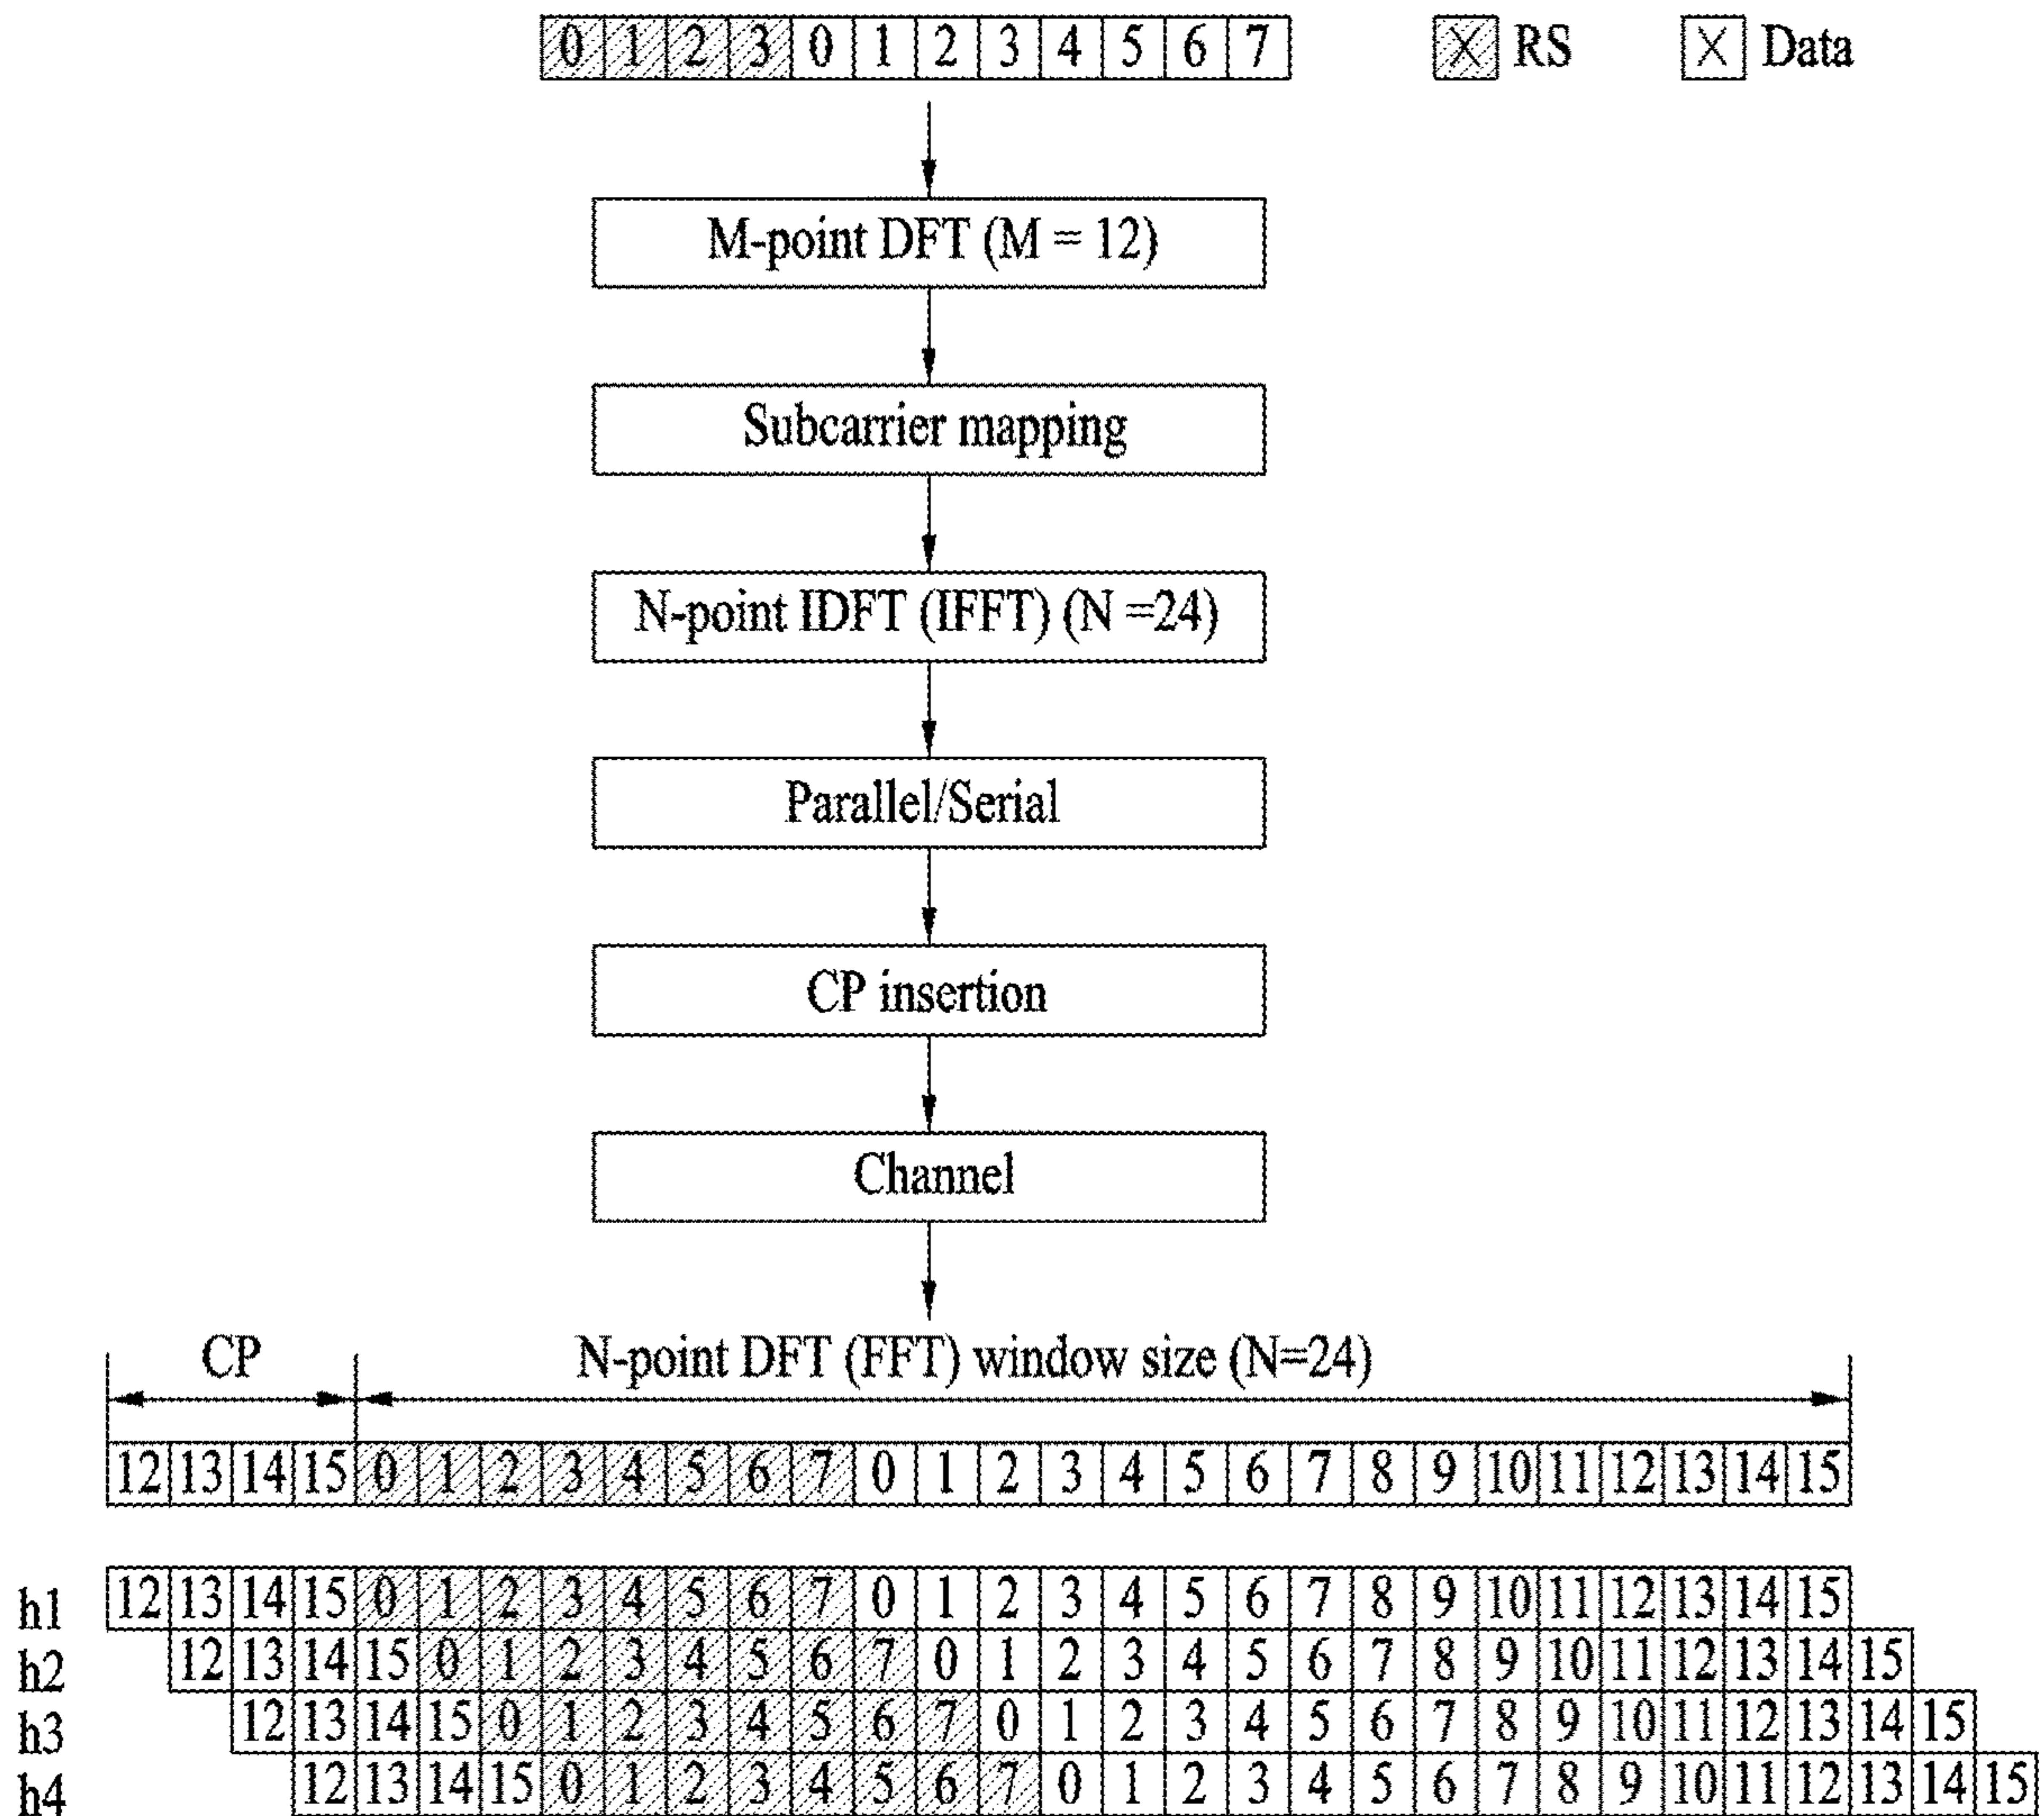 0 1 2 3 0 1 2 3 4 5 6 7 X RS X Data
M-point DFT (M = 12)
Subcarrier mapping
N-point IDFT (IFFT) (N =24)
Parallel/Serial
CP insertion
Channel
CP N-point DFT (FFT) window size (N=24)
12 13 14 15 0 1 2 3 4 5 6 7 0 1 2 3 4 5 6 7 8 9 10 11 12 13 14 15
h1 12 13 14 15 0 1 2 3 4 5 6 7 0 1 2 3 4 5 6 7 8 9 10 11 12 13 14 15
h2 12 13 14 15 0 1 2 3 4 5 6 7 0 1 2 3 4 5 6 7 8 9 10 11 12 13 14 15
h3 12 13 14 15 0 1 2 3 4 5 6 7 0 1 2 3 4 5 6 7 8 9 10 11 12 13 14 15
h4 12 13 14 15 0 1 2 3 4 5 6 7 0 1 2 3 4 5 6 7 8 9 10 11 12 13 14 15